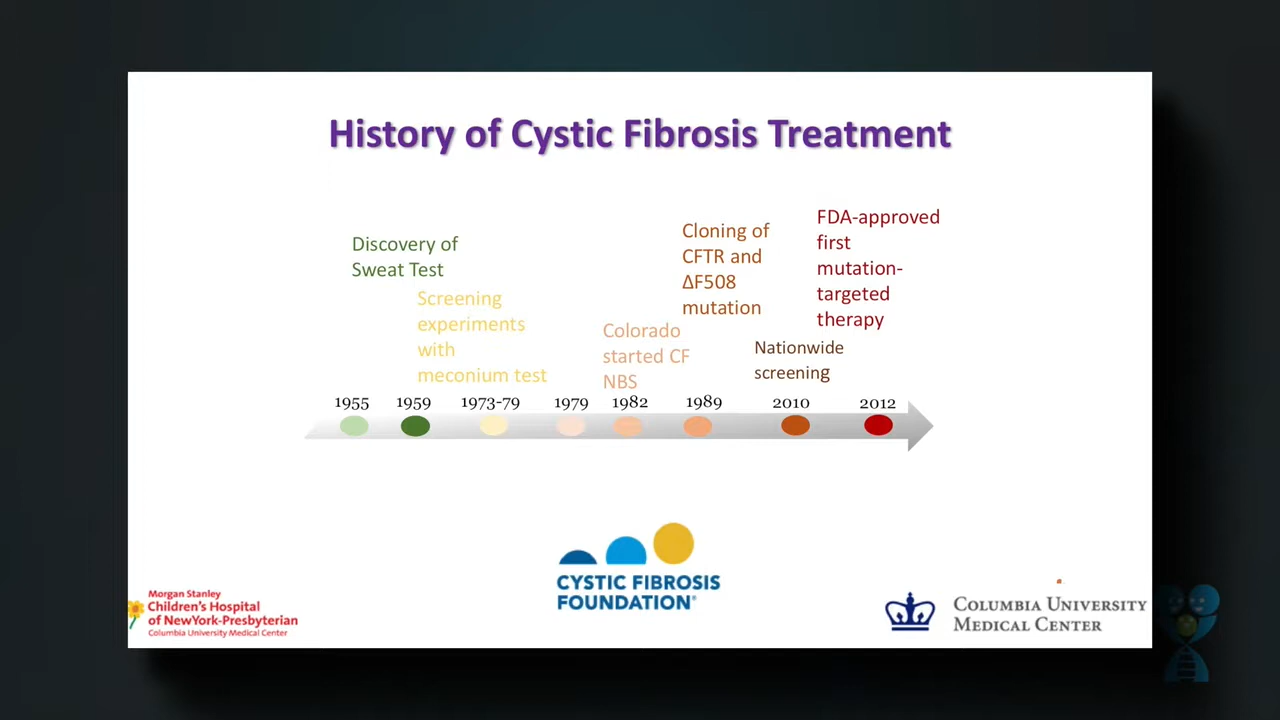 History of Cystic Fibrosis Treatment
Discovery of
Sweat Test
Screening
experiments
with
meconium test
Colorado
started CF
NBS
Cloning of
CFTR and
ΔF508
mutation
Nationwide
screening
FDA-approved
first
mutation-
targeted
therapy
1955 1959 1973-79 1979 1982 1989 2010 2012
CYSTIC FIBROSIS
FOUNDATION®
Morgan Stanley
Children's Hospital
of NewYork-Presbyterian
Columbia University Medical Center
COLUMBIA UNIVERSITY
MEDICAL CENTER